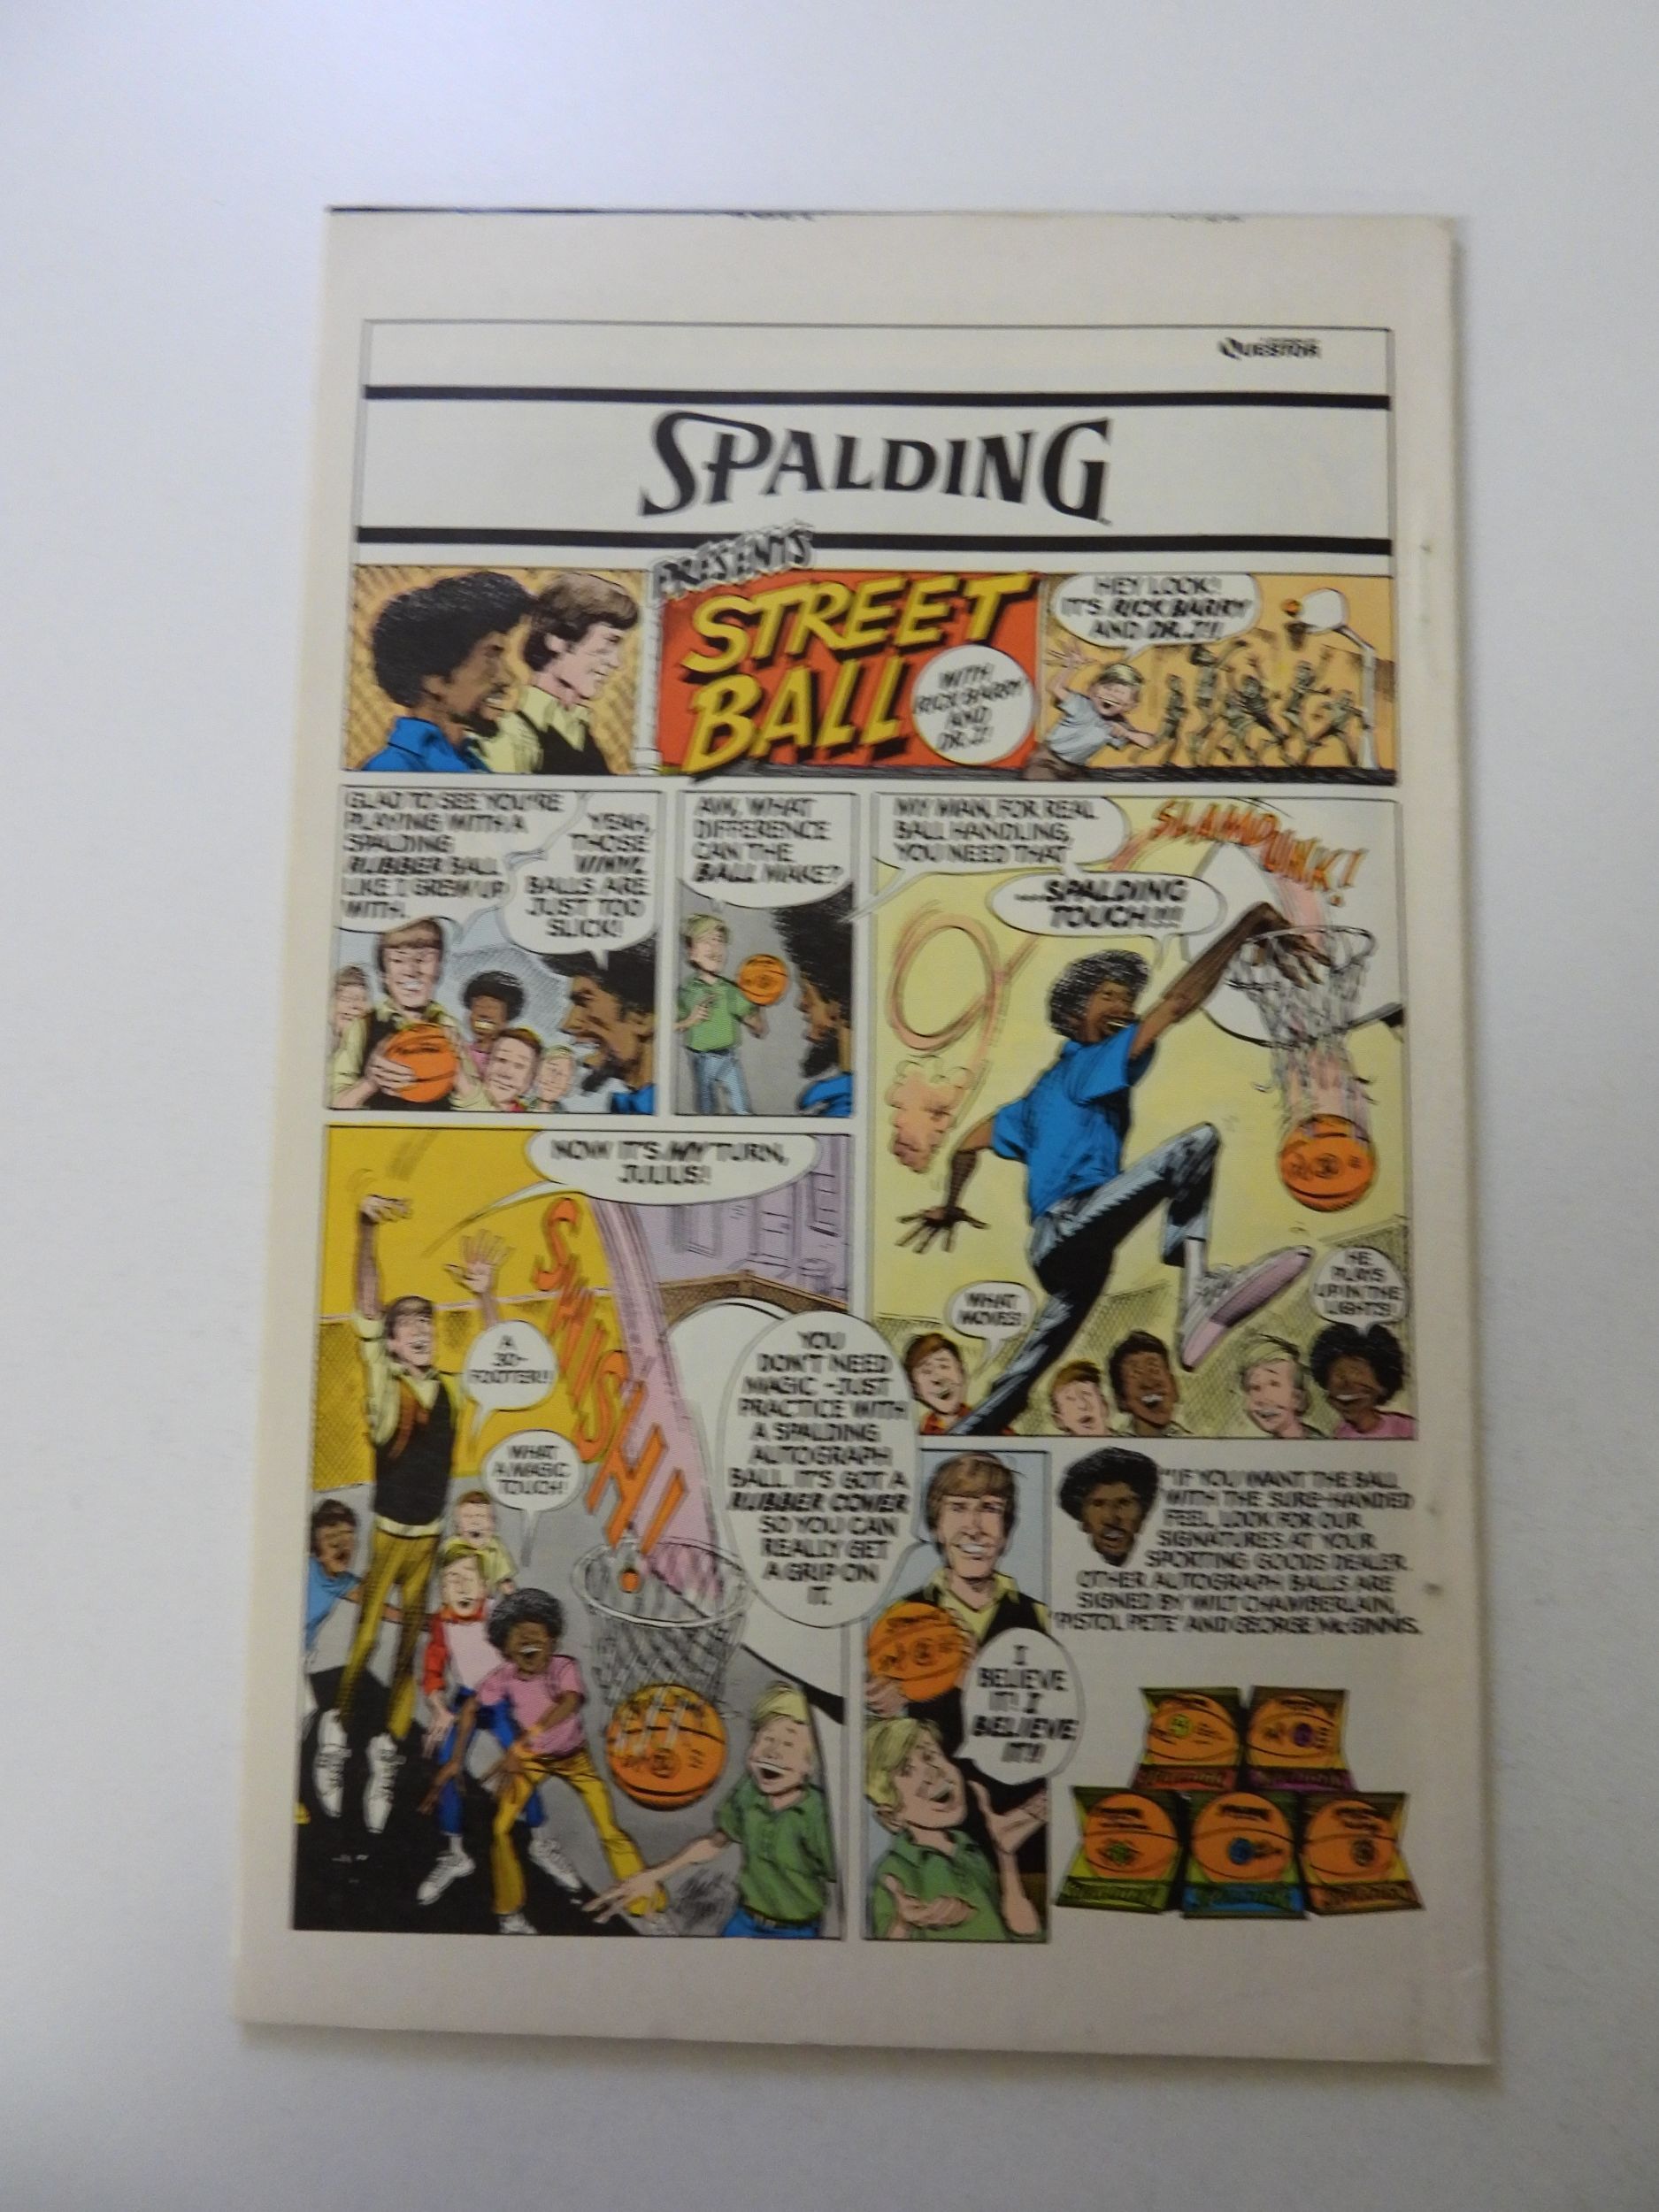 QUESTOR
SPALDING
PRESENTS
STREET
BALL
WITH
RICK BARRY
AND
DR. J!
HEY LOOK!
IT'S RICK BARRY
AND DR. J!!
GLAD TO SEE YOU'RE
PLAYING WITH A
SPALDING
RUBBER BALL
LIKE I GREW UP
WITH.
YEAH,
THOSE
VINYL
BALLS ARE
JUST TOO
SLICK!
AW, WHAT
DIFFERENCE
CAN THE
BALL MAKE?
MY MAN, FOR REAL
BALL HANDLING,
YOU NEED THAT
...SPALDING
TOUCH!!!
SLAMDUNK!
WHAT
MOVES!
HE
PLAYS
UP IN THE
LIGHTS!
NOW IT'S MY TURN,
JULIUS!
SWISH!
A
30-
FOOTER!!
WHAT
A MAGIC
TOUCH!
YOU
DON'T NEED
MAGIC - JUST
PRACTICE WITH
A SPALDING
AUTOGRAPH
BALL. IT'S GOT A
RUBBER COVER
SO YOU CAN
REALLY GET
A GRIP ON
IT.
I
BELIEVE
IT! I
BELIEVE
IT!!
"IF YOU WANT THE BALL
WITH THE SURE-HANDED
FEEL, LOOK FOR OUR
SIGNATURES AT YOUR
SPORTING GOODS DEALER.
OTHER AUTOGRAPH BALLS ARE
SIGNED BY WILT CHAMBERLAIN,
"PISTOL PETE" AND GEORGE McGINNIS.